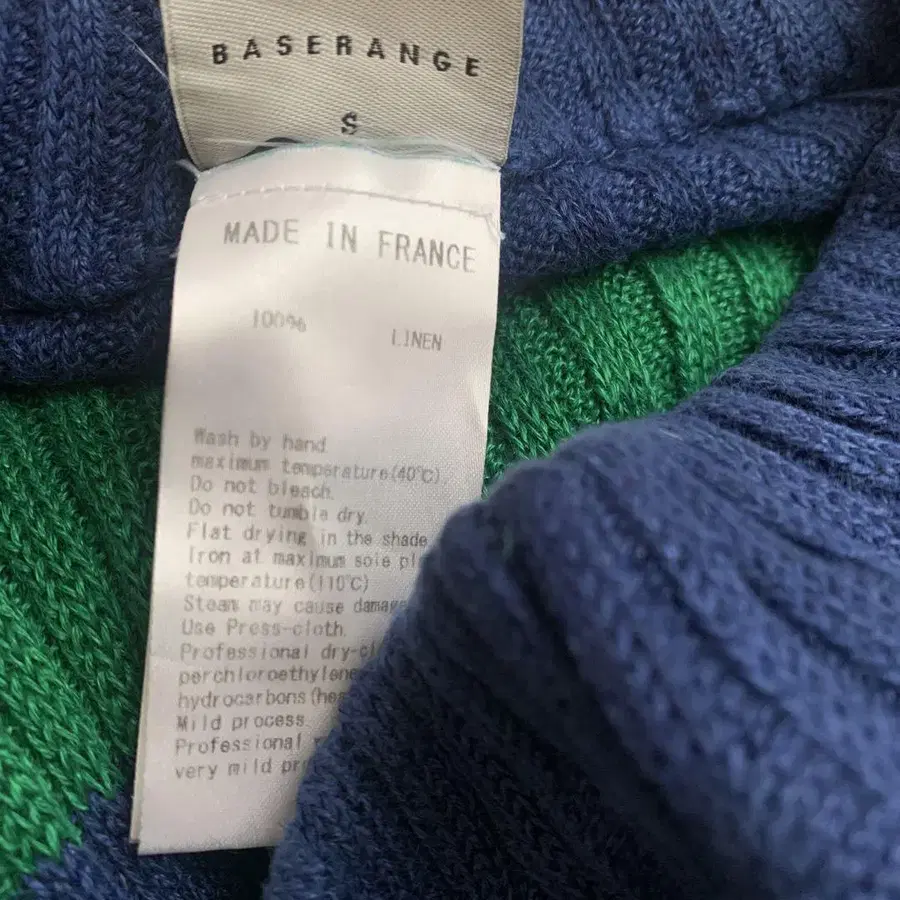 BASERANGE
S
MADE IN FRANCE
100% LINEN
Wash by hand
maximum temperature(40℃)
Do not bleach.
Do not tumble dry.
Flat drying in the shade
Iron at maximum sole
temperature(110℃)
Steam may cause
Use Press-cloth.
Professional
perchloroethylene
hydrocarbons
Mild process.
Professional
very mild